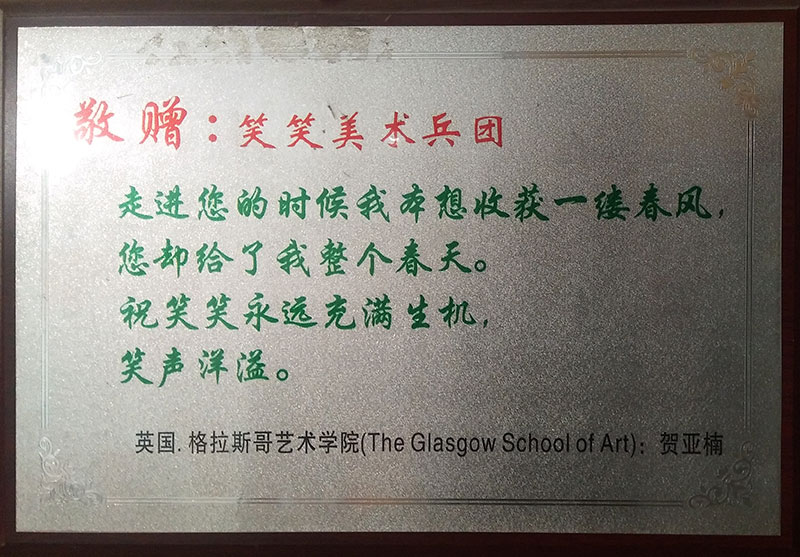 敬赠：笑笑美术兵团
走进您的时候我本想收获一缕春风，
您却给了我整个春天。
祝笑笑永远充满生机，
笑声洋溢。
英国.格拉斯哥艺术学院(The Glasgow School of Art)：贺亚楠